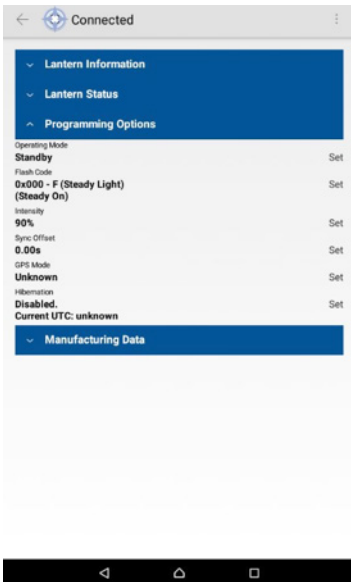 Connected
Lantern Information
Lantern Status
Programming Options
Operating Mode
Standby Set
Flash Code
0x000 - F (Steady Light) Set
(Steady On)
Intensity
90% Set
Sync Offset
0.00s Set
GPS Mode
Unknown Set
Hibernation
Disabled. Set
Current UTC: unknown
Manufacturing Data